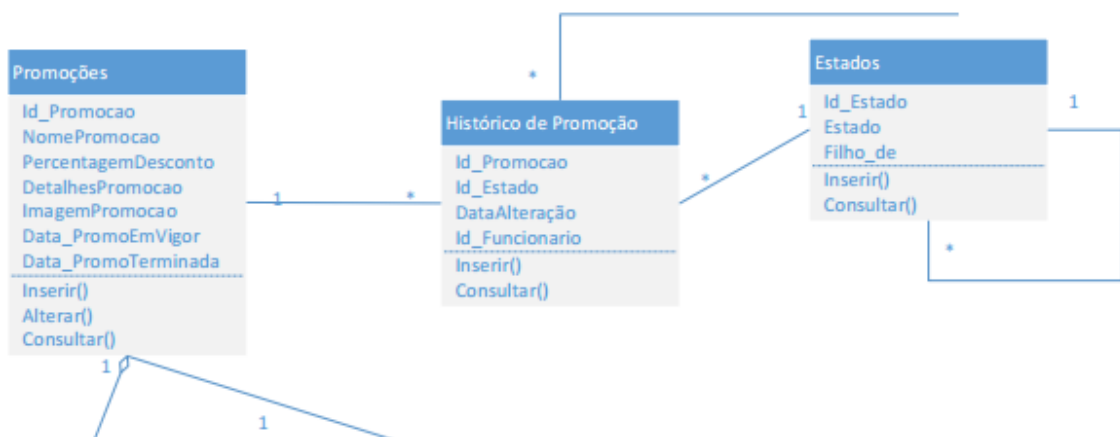 Promoções
Id_Promocao
NomePromocao
PercentagemDesconto
DetalhesPromocao
ImagemPromocao
Data_PromoEmVigor
Data_PromoTerminada
Inserir()
Alterar()
Consultar()
1
1
1
*
*
Histórico de Promoção
Id_Promocao
Id_Estado
DataAlteração
Id_Funcionario
Inserir()
Consultar()
*
1
Estados
Id_Estado
Estado
Filho_de
Inserir()
Consultar()
1
*